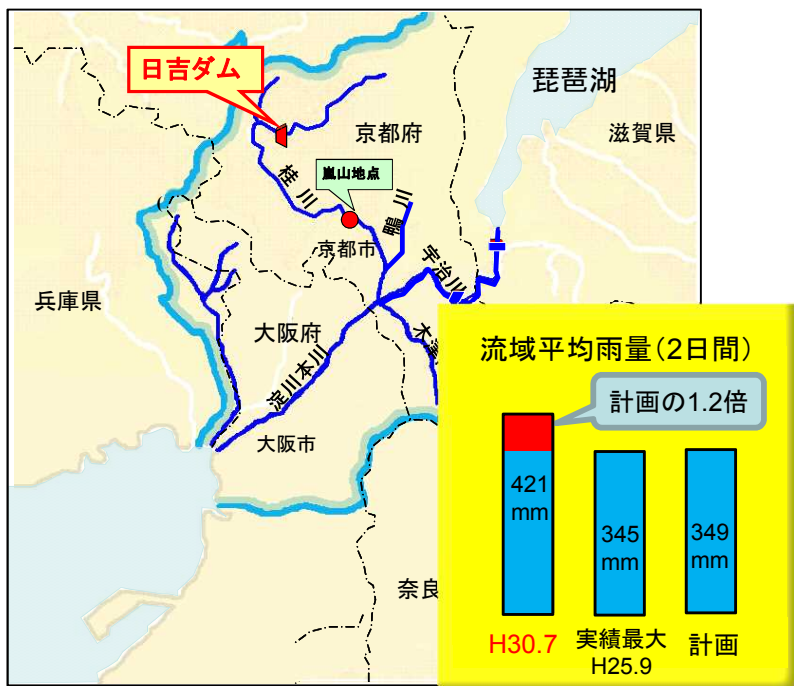 日吉ダム
琵琶湖
京都府
滋賀県
桂川
嵐山地点
鴨川
京都市
宇治川
兵庫県
大阪府
淀川本川
大阪市
奈良
流域平均雨量(2日間)
計画の1.2倍
421
mm
345
mm
349
mm
H30.7
実績最大
H25.9
計画